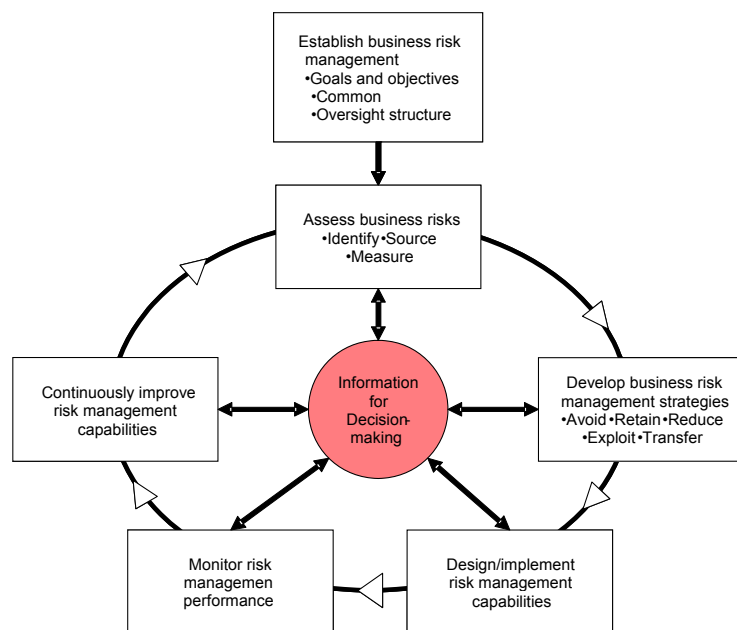 Establish business risk
management
•Goals and objectives
•Common
•Oversight structure
Assess business risks
•Identify•Source
•Measure
Continuously improve
risk management
capabilities
Information
for
Decision-
making
Develop business risk
management strategies
•Avoid•Retain•Reduce
•Exploit•Transfer
Monitor risk
managemen
performance
Design/implement
risk management
capabilities